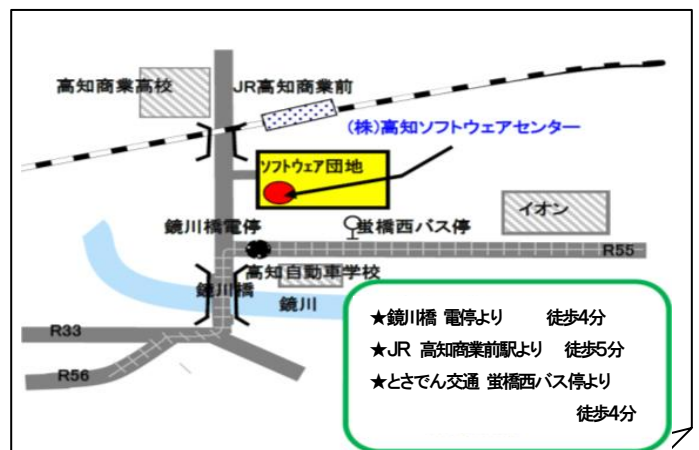 高知商業高校
JR高知商業前
(株)高知ソフトウェアセンター
ソフトウェア団地
イオン
鏡川橋電停
蛍橋西バス停
R55
高知自動車学校
鏡川橋
鏡川
R33
R56
★鏡川橋 電停より 徒歩4分
★JR 高知商業前駅より 徒歩5分
★とさでん交通 蛍橋西バス停より
徒歩4分